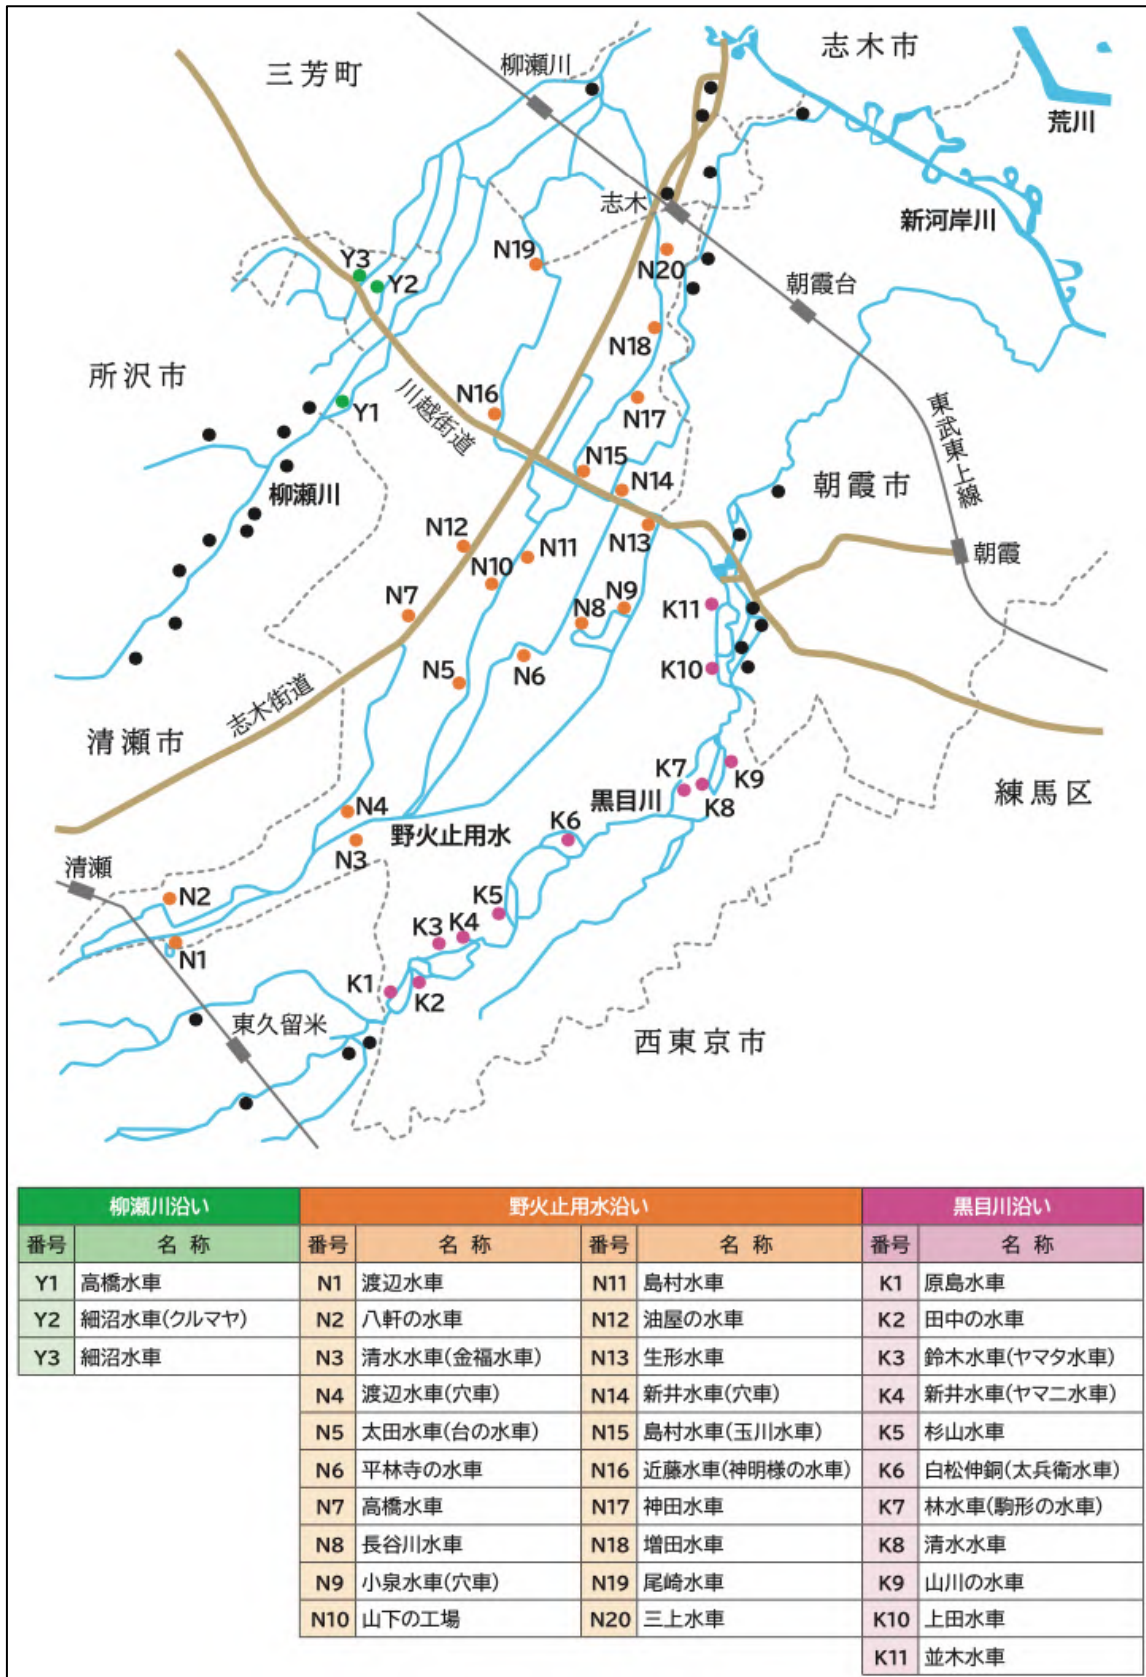 志木市
三芳町
柳瀬川
荒川
志木
新河岸川
N19
N20
Y3
Y2
朝霞台
N18
所沢市
川越街道
N16
N17
Y1
東武東上線
N15
朝霞市
N14
柳瀬川
N12
N11
N13
朝霞
N10
N7
N8
N9
K11
N5
N6
K10
志木街道
清瀬市
K7
K9
黒目川
K8
練馬区
N4
野火止用水
K6
N3
清瀬
N2
K5
K3
K4
N1
K1
K2
東久留米
西東京市
柳瀬川沿い 野火止用水沿い 黒目川沿い
番号 名 称 番号 名 称 番号 名 称 番号 名 称
Y1 高橋水車 N1 渡辺水車 N11 島村水車 K1 原島水車
Y2 細沼水車(クルマヤ) N2 八軒の水車 N12 油屋の水車 K2 田中の水車
Y3 細沼水車 N3 清水水車(金福水車) N13 生形水車 K3 鈴木水車(ヤマタ水車)
N4 渡辺水車(穴車) N14 新井水車(穴車) K4 新井水車(ヤマニ水車)
N5 太田水車(台の水車) N15 島村水車(玉川水車) K5 杉山水車
N6 平林寺の水車 N16 近藤水車(神明様の水車) K6 白松伸銅(太兵衛水車)
N7 高橋水車 N17 神田水車 K7 林水車(駒形の水車)
N8 長谷川水車 N18 増田水車 K8 清水水車
N9 小泉水車(穴車) N19 尾崎水車 K9 山川の水車
N10 山下の工場 N20 三上水車 K10 上田水車
K11 並木水車